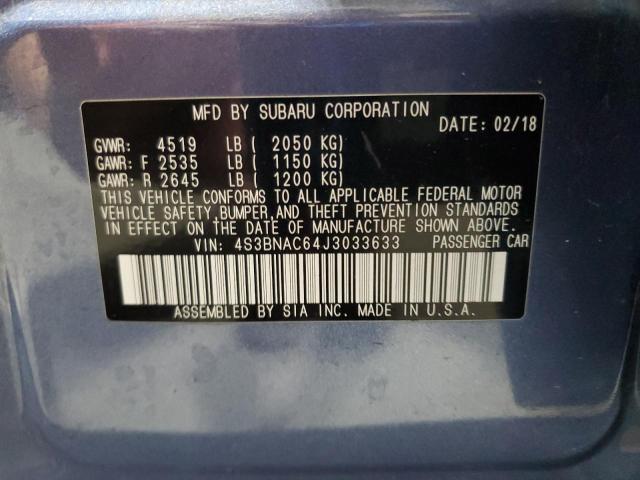 MFD BY SUBARU CORPORATION
DATE: 02/18
GVWR: 4519 LB ( 2050 KG)
GAWR: F 2535 LB ( 1150 KG)
GAWR: R 2645 LB ( 1200 KG)
THIS VEHICLE CONFORMS TO ALL APPLICABLE FEDERAL MOTOR
VEHICLE SAFETY,BUMPER,AND THEFT PREVENTION STANDARDS
IN EFFECT ON THE DATE OF MANUFACTURE SHOWN ABOVE.
VIN: 4S3BNAC64J3033633 PASSENGER CAR
ASSEMBLED BY SIA INC. MADE IN U.S.A.